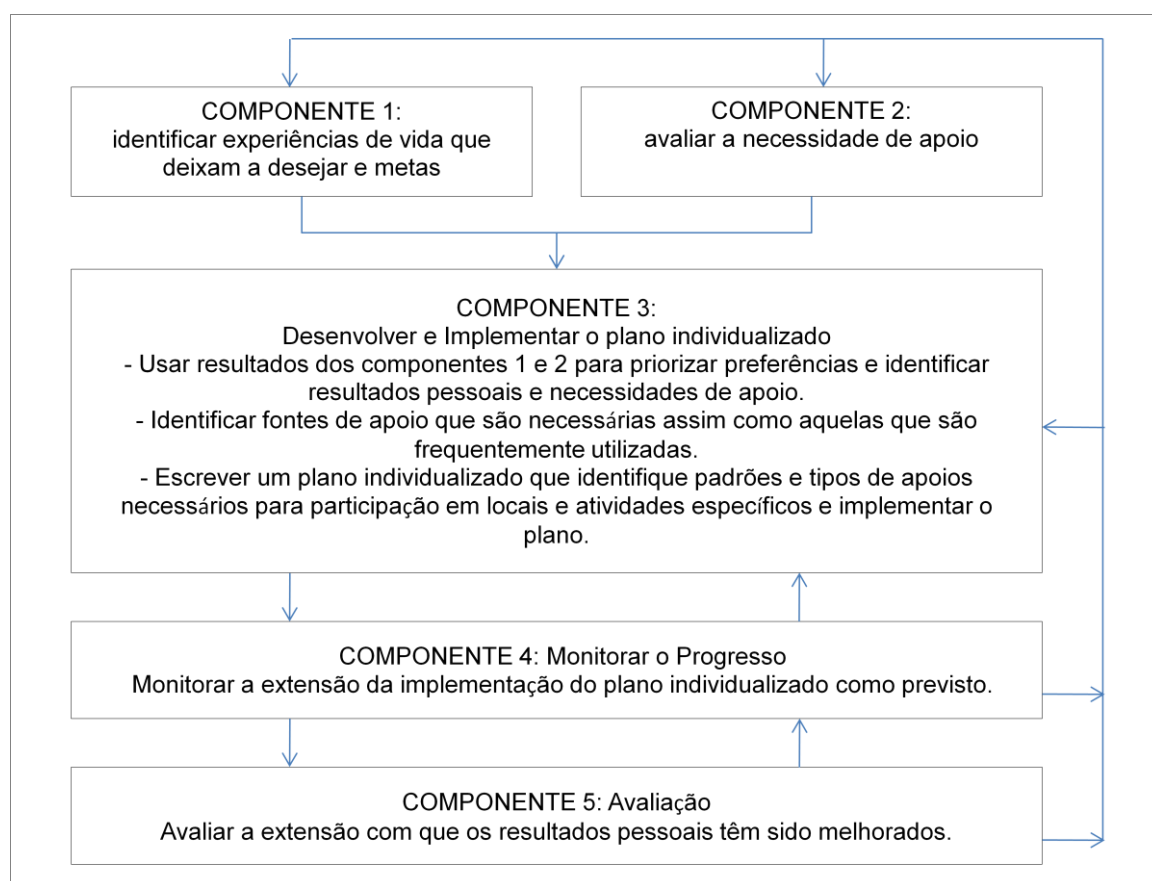 COMPONENTE 1:
identificar experiências de vida que
deixam a desejar e metas
COMPONENTE 2:
avaliar a necessidade de apoio
COMPONENTE 3:
Desenvolver e Implementar o plano individualizado
- Usar resultados dos componentes 1 e 2 para priorizar preferências e identificar
resultados pessoais e necessidades de apoio.
- Identificar fontes de apoio que são necessárias assim como aquelas que são
frequentemente utilizadas.
- Escrever um plano individualizado que identifique padrões e tipos de apoios
necessários para participação em locais e atividades específicos e implementar o
plano.
COMPONENTE 4: Monitorar o Progresso
Monitorar a extensão da implementação do plano individualizado como previsto.
COMPONENTE 5: Avaliação
Avaliar a extensão com que os resultados pessoais têm sido melhorados.